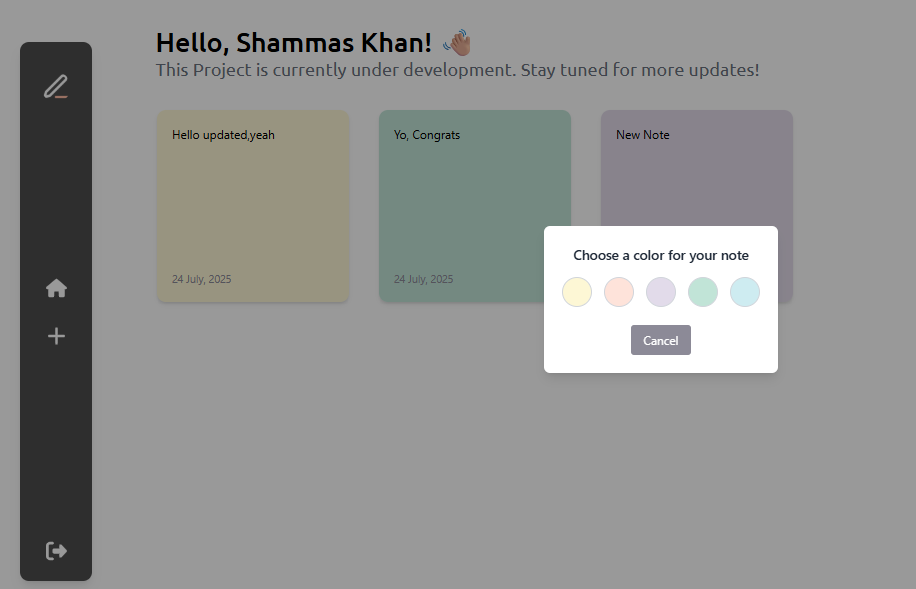 Hello, Shammas Khan! 👋
This Project is currently under development. Stay tuned for more updates!
Hello updated,yeah
24 July, 2025
Yo, Congrats
24 July, 2025
New Note
Choose a color for your note
Cancel